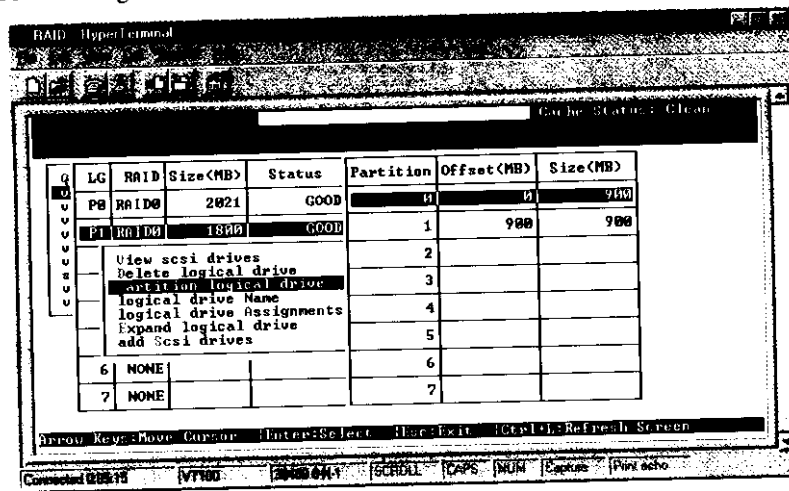 RAID HyperTerminal
Cache Status: Clean
Q LG RAID Size(MB) Status Partition Offset(MB) Size(MB)
v P0 RAID0 2021 GOOD 0 0 900
v P1 RAID0 1800 GOOD 1 900 900
v View scsi drives 2
v Delete logical drive
s artition logical drive 3
v logical drive Name
logical drive Assignments 4
Expand logical drive
add Scsi drives 5
6 NONE 6
7 NONE 7
Arrow Keys:Move Cursor |Enter:Select |Esc:Exit |Ctrl+L:Refresh Screen
Connected 0:05:15 VT100 SCROLL CAPS NUM Capture Print echo